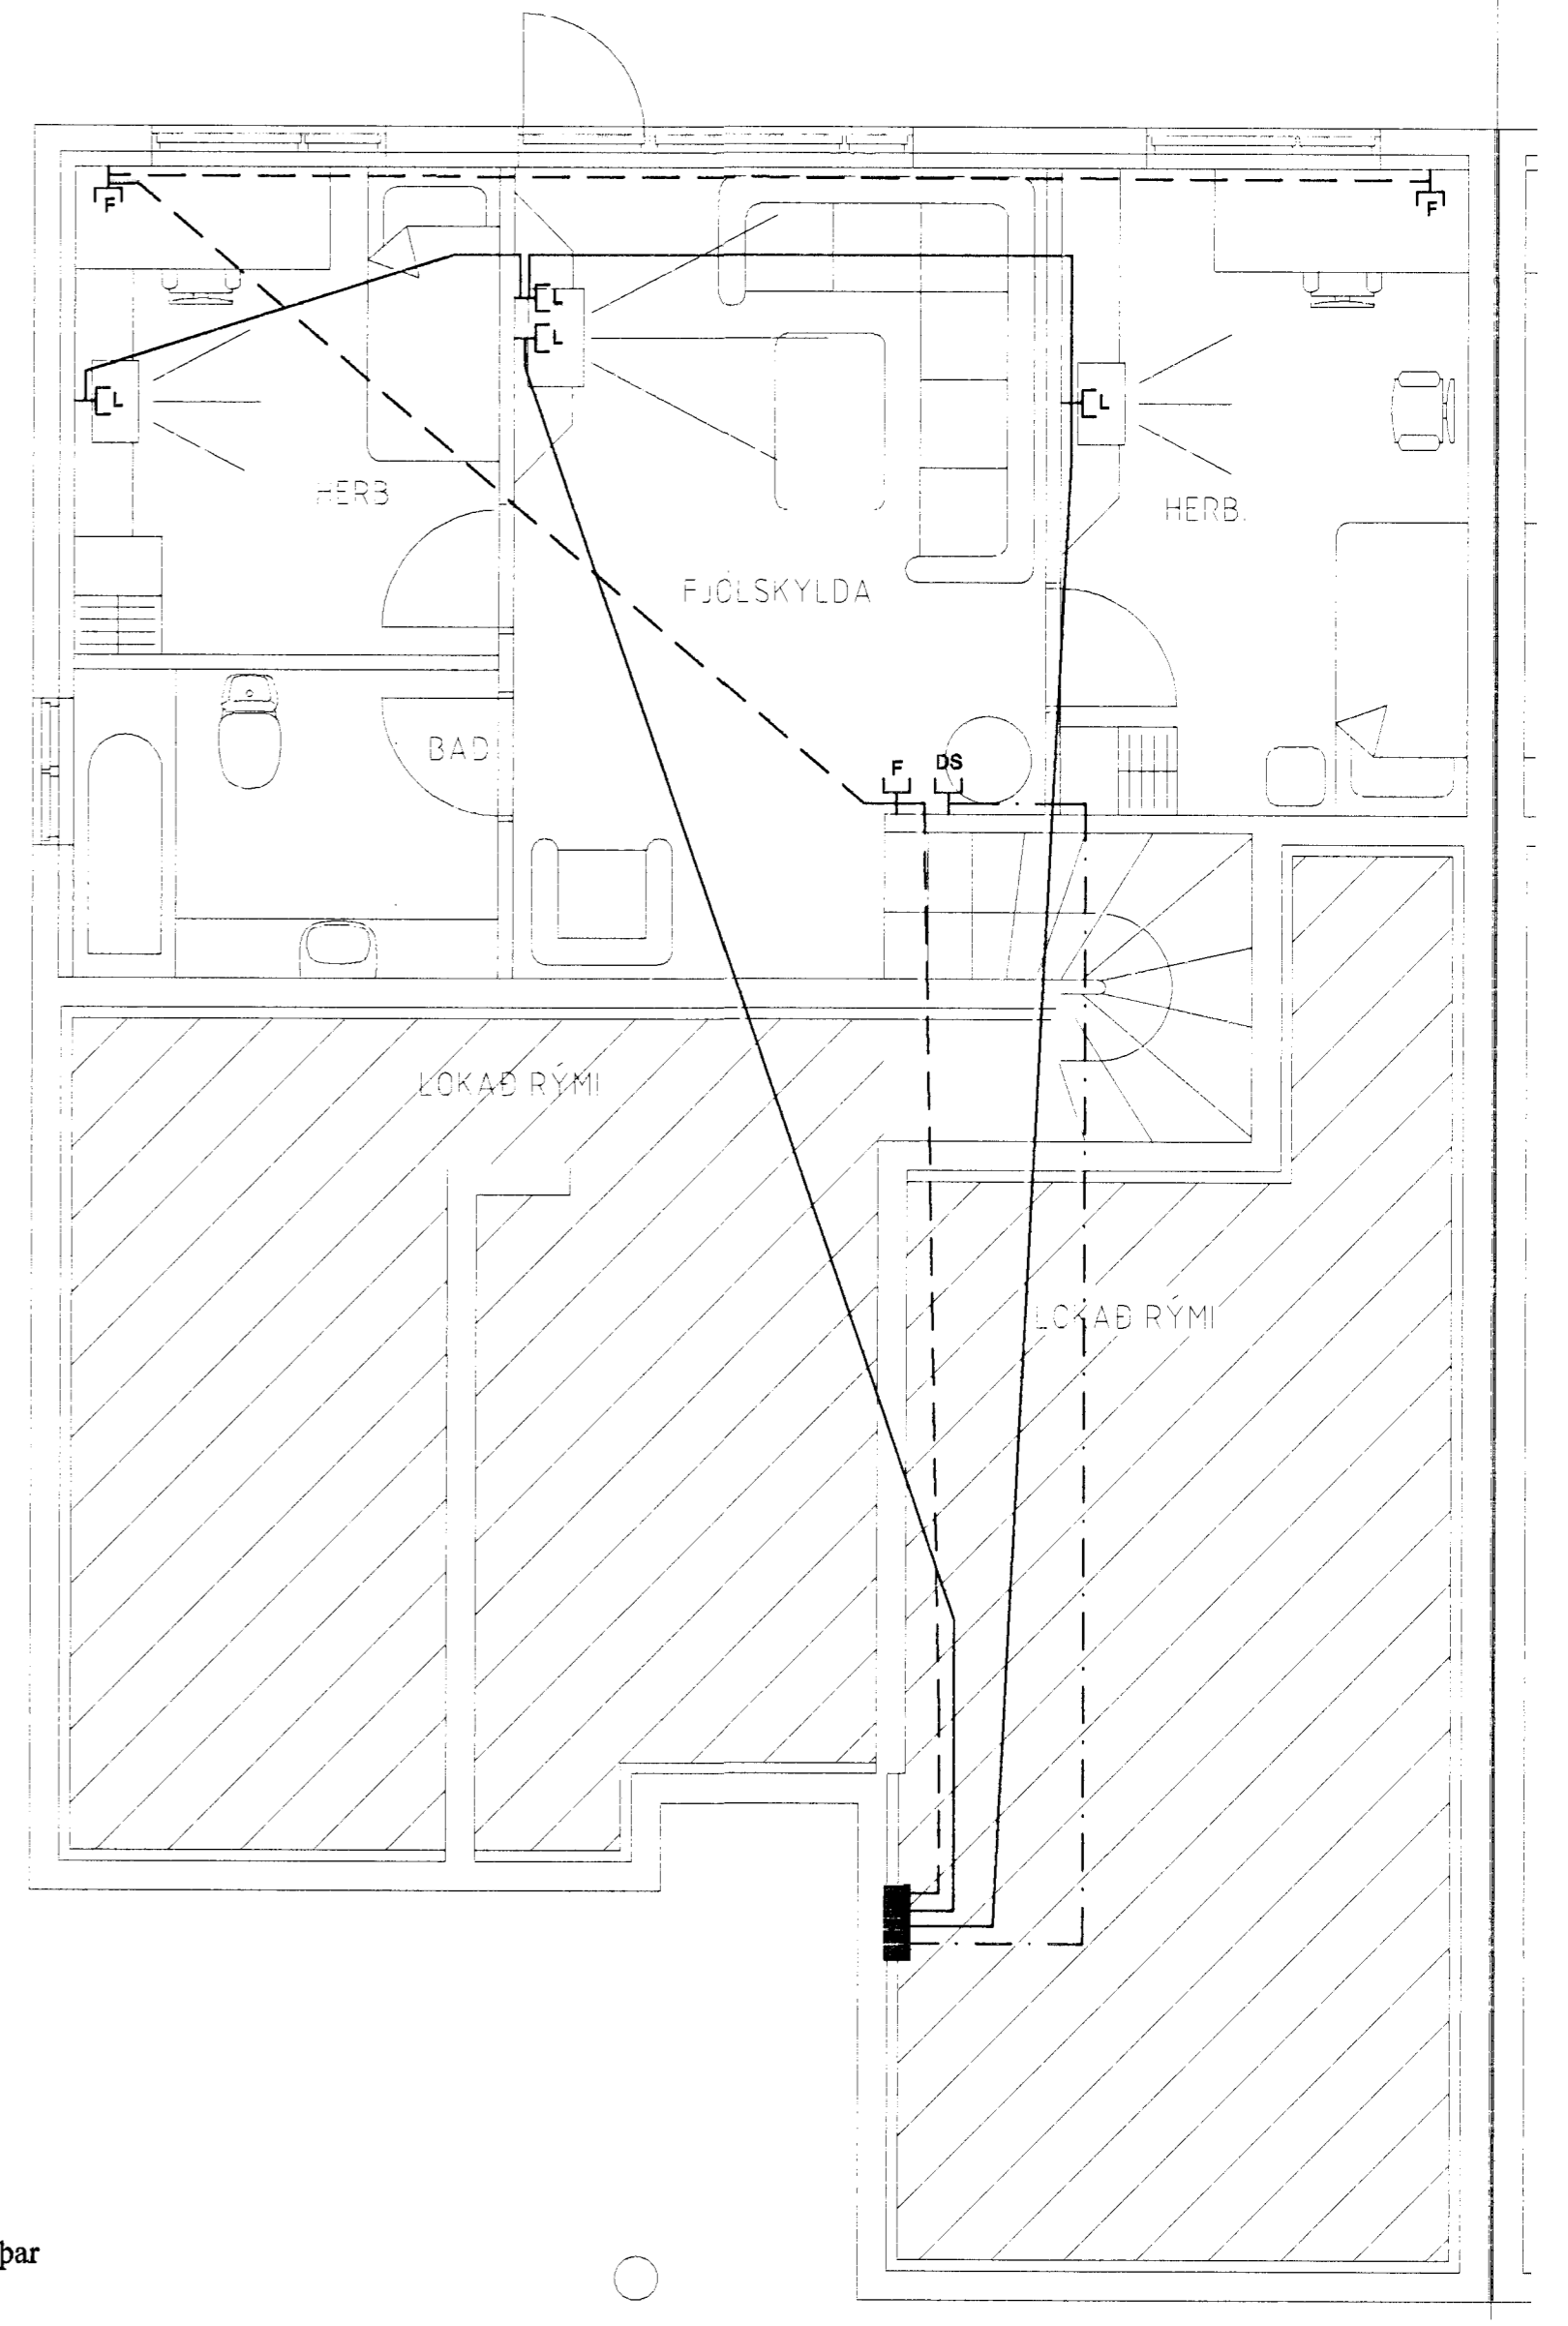 F
F
L
L
L
L
HERB
HERB.
FJÖLSKYLDA
BAÐ
F
DS
LOKAÐ RÝMI
LOKAÐ RÝMI
þar